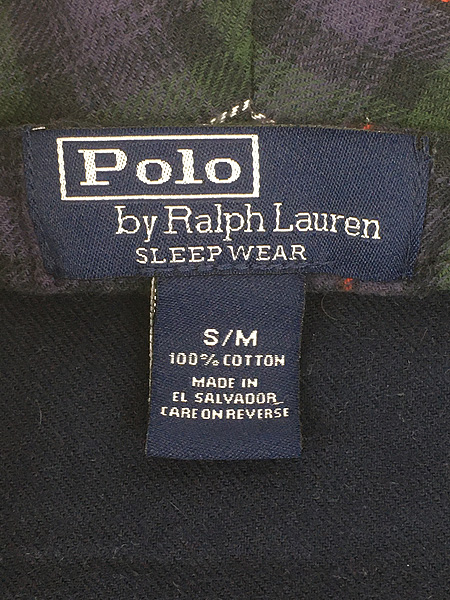 Polo
by Ralph Lauren
SLEEPWEAR
S/M
100% COTTON
MADE IN
EL SALVADOR
CARE ON REVERSE